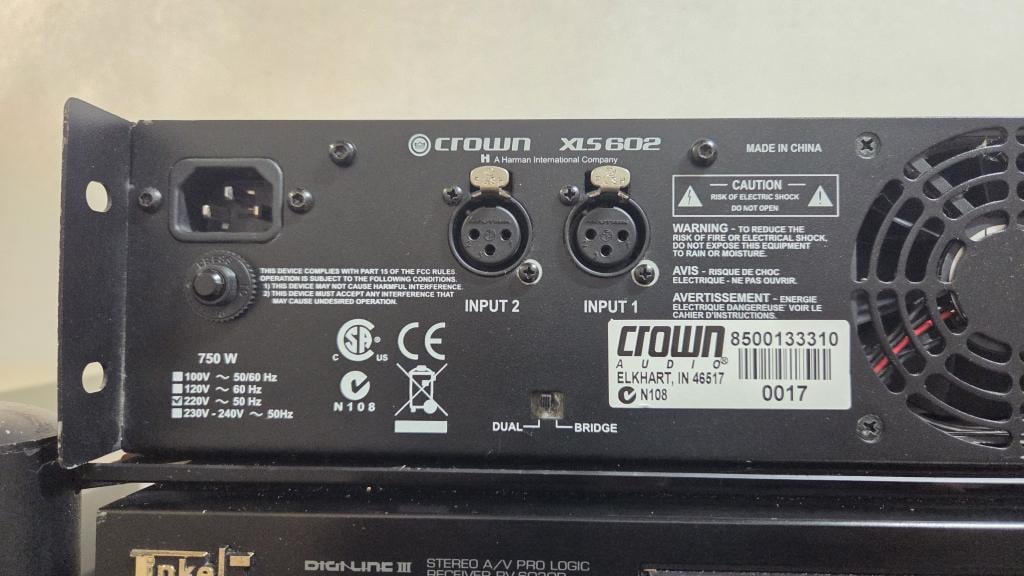 crown XLS 602
H A Harman International Company
MADE IN CHINA
CAUTION
RISK OF ELECTRIC SHOCK
DO NOT OPEN
WARNING - TO REDUCE THE
RISK OF FIRE OR ELECTRICAL SHOCK,
DO NOT EXPOSE THIS EQUIPMENT
TO RAIN OR MOISTURE.
AVIS - RISQUE DE CHOC
ELECTRIQUE - NE PAS OUVRIR.
AVERTISSEMENT - ENERGIE
ELECTRIQUE DANGEREUSE VOIR LE
CAHIER D'INSTRUCTIONS.
PRESS
THIS DEVICE COMPLIES WITH PART 15 OF THE FCC RULES
OPERATION IS SUBJECT TO THE FOLLOWING CONDITIONS
1) THIS DEVICE MAY NOT CAUSE HARMFUL INTERFERENCE.
2) THIS DEVICE MUST ACCEPT ANY INTERFERENCE THAT
MAY CAUSE UNDESIRED OPERATION.
INPUT 2
INPUT 1
C SA US
CE
N108
750 W
100V ~ 50/60 Hz
120V ~ 60 Hz
220V ~ 50 Hz
230V - 240V ~ 50Hz
DUAL
BRIDGE
crown
AUDIO®
ELKHART, IN 46517
N108
8500133310
0017
Inkel
DIGI-LINE III
STEREO A/V PRO LOGIC